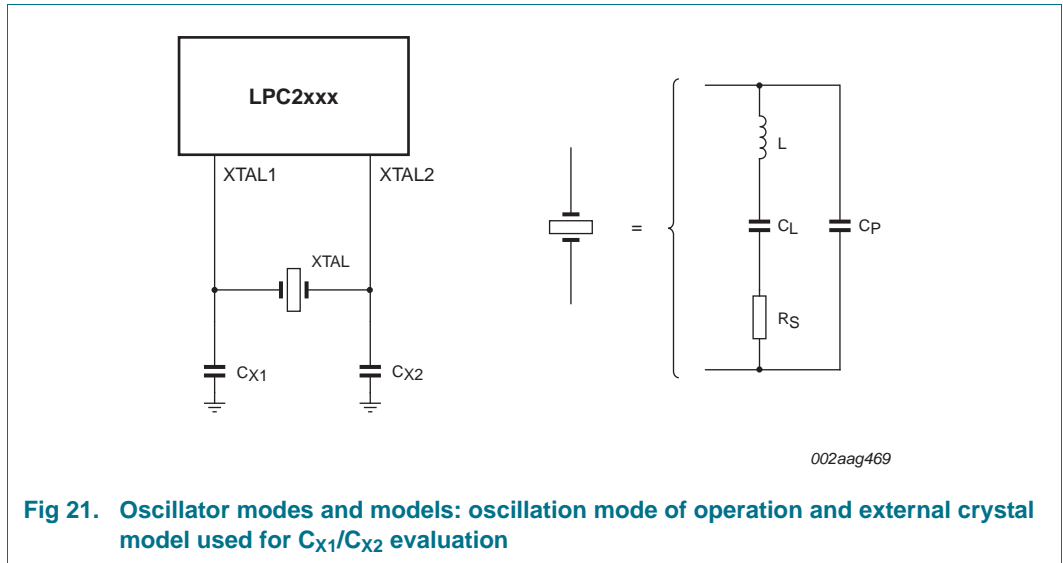 LPC2xxx
XTAL1
XTAL2
XTAL
CX1
CX2
=
L
CL
CP
RS
002aag469
Fig 21. Oscillator modes and models: oscillation mode of operation and external crystal
model used for CX1/CX2 evaluation